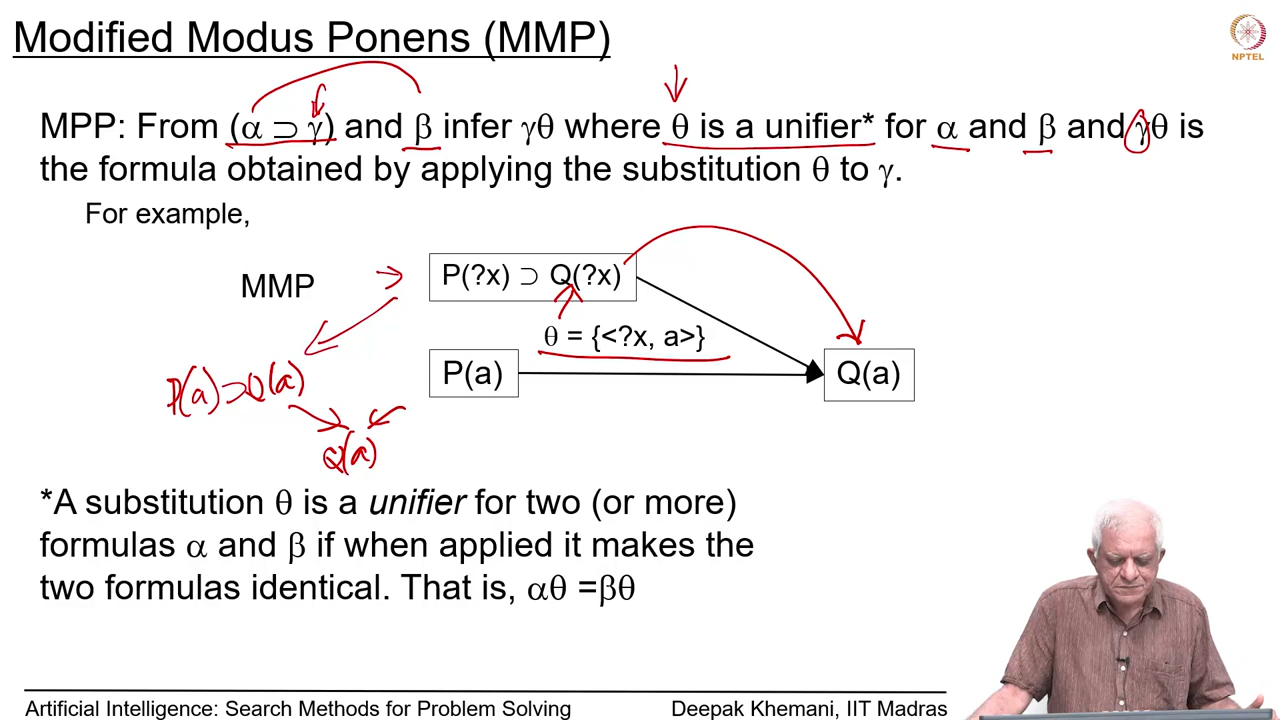 Modified Modus Ponens (MMP)
NPTEL
MPP: From (α ⊃ γ) and β infer γθ where θ is a unifier* for α and β and γθ is
the formula obtained by applying the substitution θ to γ.
For example,
MMP
P(?x) ⊃ Q(?x)
θ = {<?x, a>}
P(a)
Q(a)
P(a)⊃Q(a)
Q(a)
*A substitution θ is a unifier for two (or more)
formulas α and β if when applied it makes the
two formulas identical. That is, αθ =βθ
Artificial Intelligence: Search Methods for Problem Solving
Deepak Khemani, IIT Madras